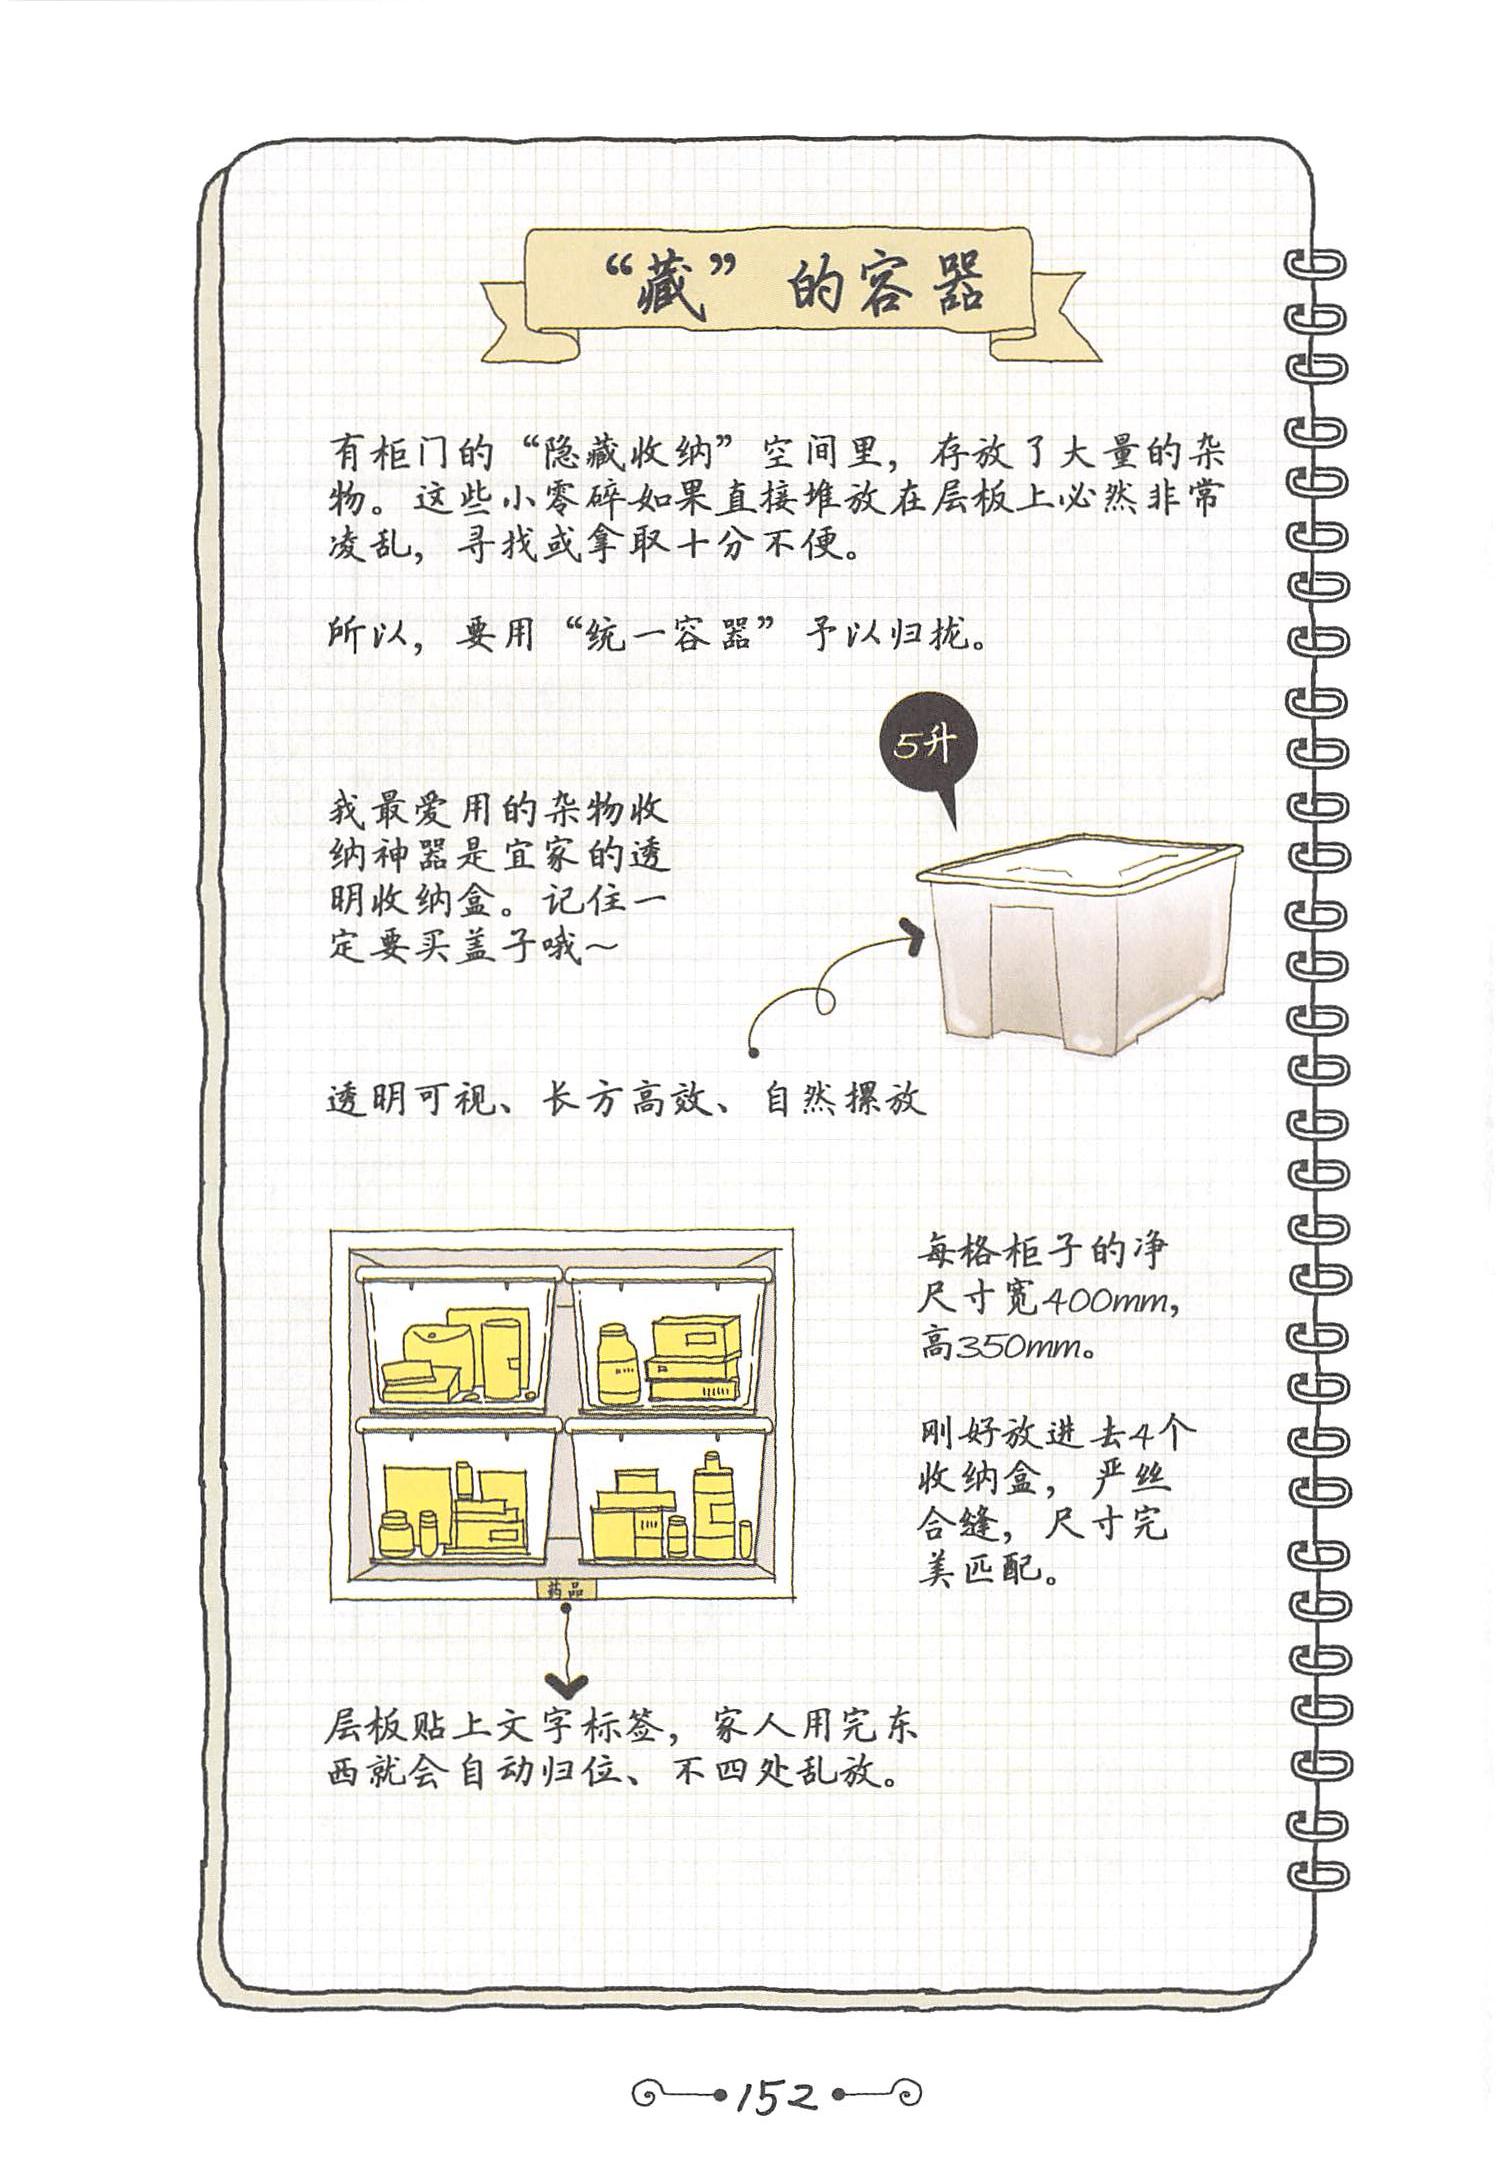 “藏”的容器
有柜门的“隐藏收纳”空间里，存放了大量的杂
物。这些小零碎如果直接堆放在层板上必然非常
凌乱，寻找或拿取十分不便。
所以，要用“统一容器”予以归拢。
5升
我最爱用的杂物收
纳神器是宜家的透
明收纳盒。记住一
定要买盖子哦～
透明可视、长方高效、自然摞放
每格柜子的净
尺寸宽400mm，
高350mm。
刚好放进去4个
收纳盒，严丝
合缝，尺寸完
美匹配。
药品
层板贴上文字标签，家人用完东
西就会自动归位、不四处乱放。
152